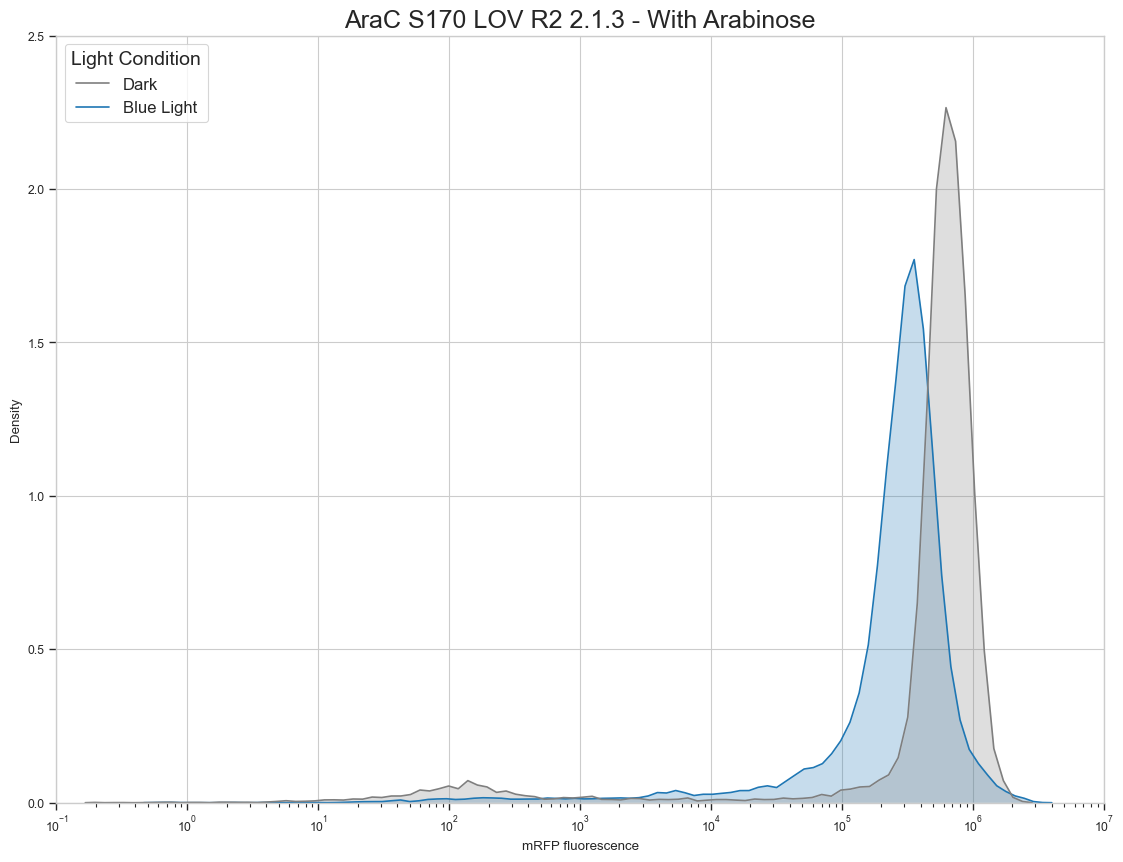 AraC S170 LOV R2 2.1.3 - With Arabinose
Light Condition
Dark
Blue Light
2.5
2.0
1.5
1.0
0.5
0.0
Density
10⁻¹ 10⁰ 10¹ 10² 10³ 10⁴ 10⁵ 10⁶ 10⁷
mRFP fluorescence